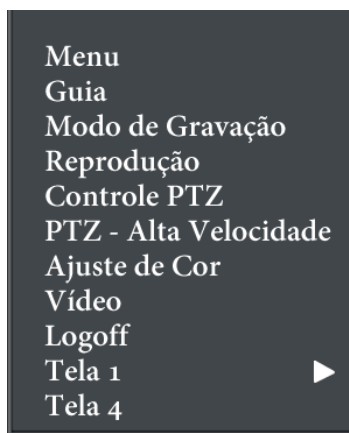 Menu
Guia
Modo de Gravação
Reprodução
Controle PTZ
PTZ - Alta Velocidade
Ajuste de Cor
Vídeo
Logoff
Tela 1
Tela 4